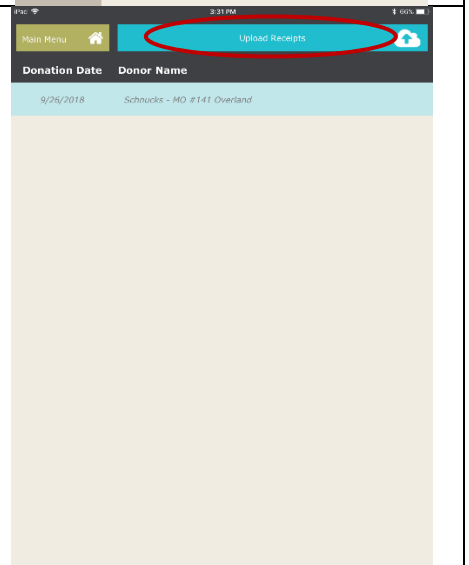 iPad 3:31 PM 66%
Main Menu Upload Receipts
Donation Date Donor Name
9/26/2018 Schnucks - MO #141 Overland